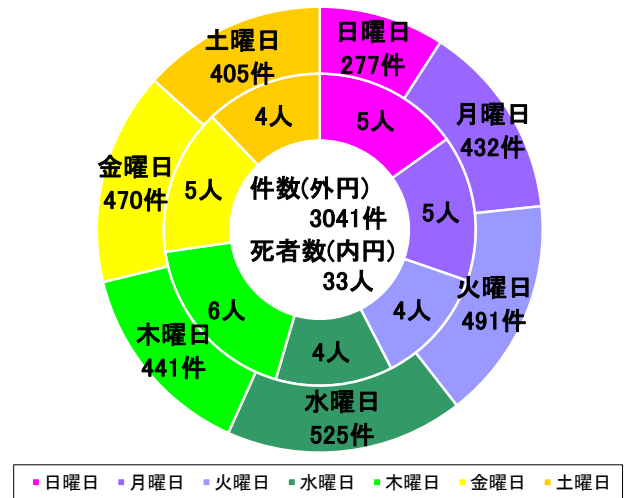 日曜日
277件
月曜日
432件
火曜日
491件
水曜日
525件
木曜日
441件
金曜日
470件
土曜日
405件
5人
5人
4人
4人
6人
5人
4人
件数(外円)
3041件
死者数(内円)
33人
日曜日 月曜日 火曜日 水曜日 木曜日 金曜日 土曜日